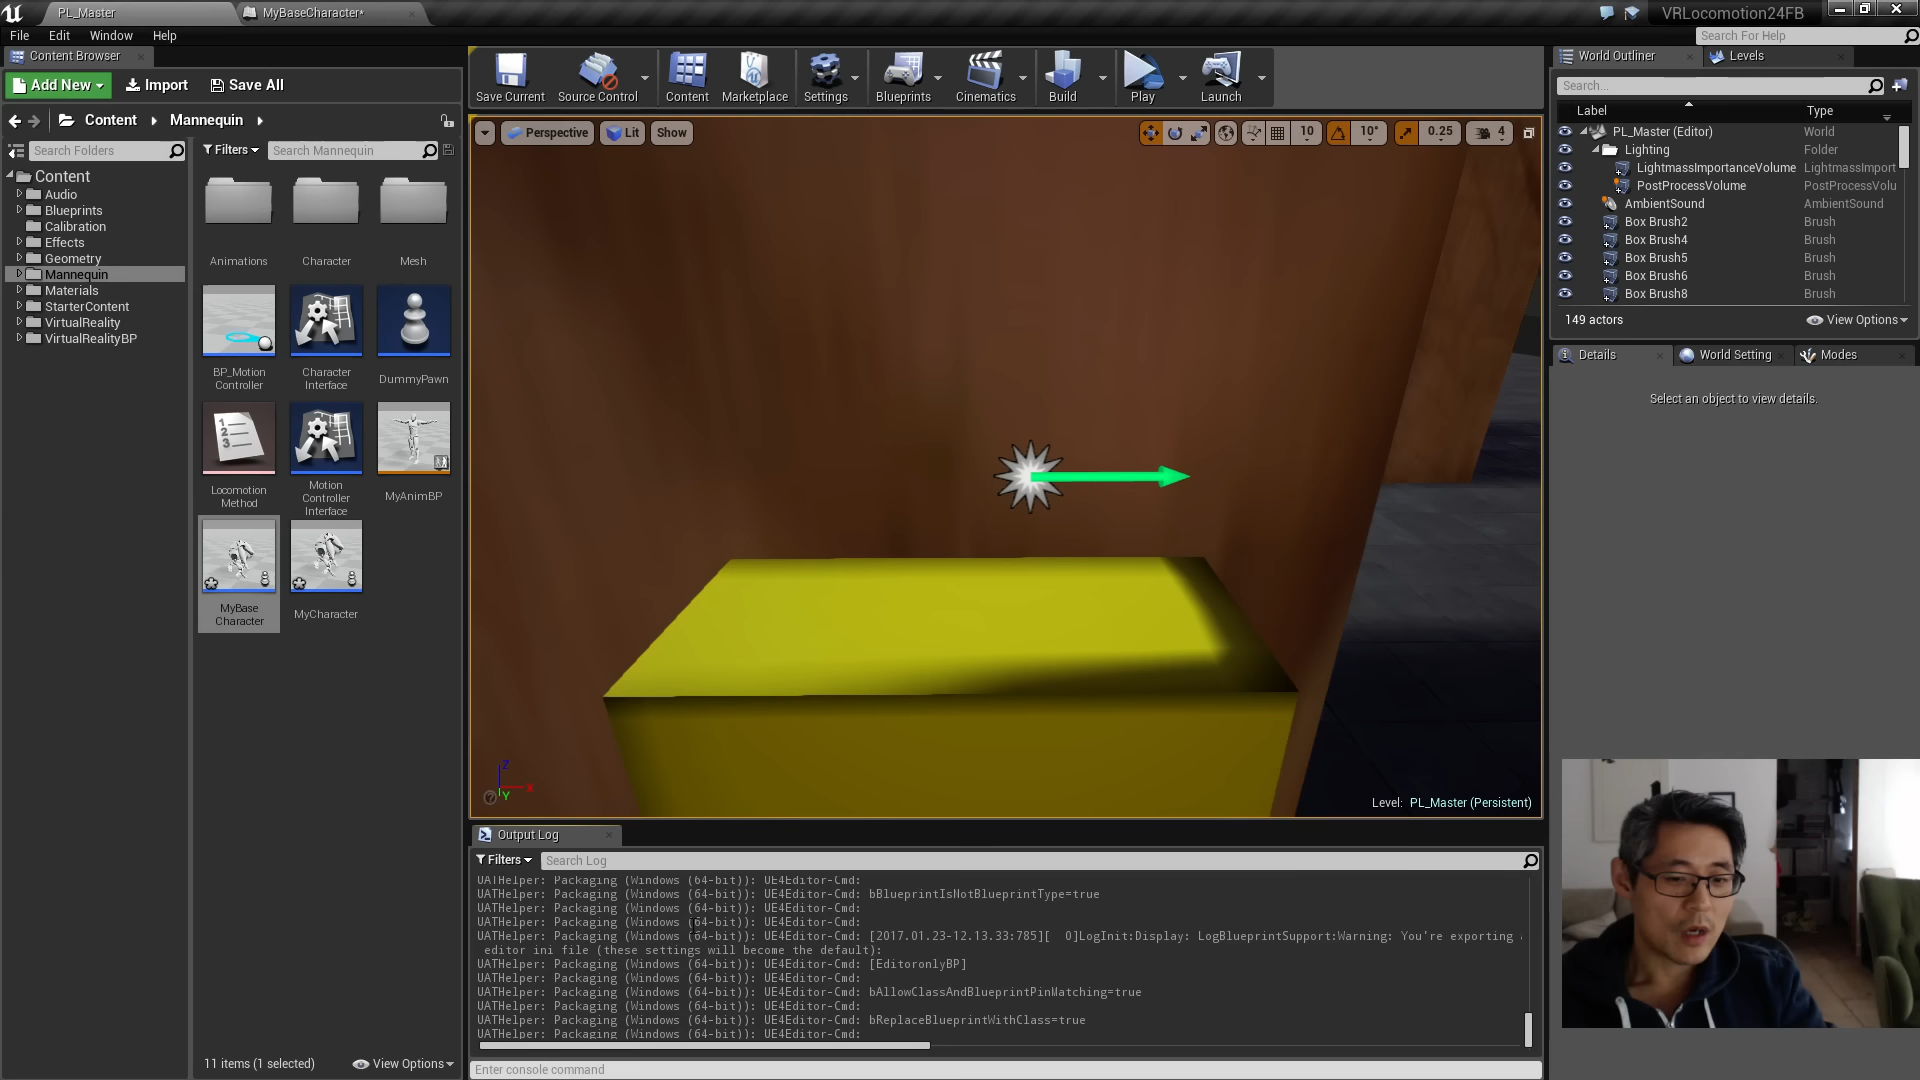 PL_Master
MyBaseCharacter*
VRLocomotion24FB
File
Edit
Window
Help
Search For Help
Content Browser
World Outliner
Levels
Add New
Import
Save All
Save Current
Source Control
Content
Marketplace
Settings
Blueprints
Cinematics
Build
Play
Launch
Search...
Label
Type
Content
Mannequin
Perspective
Lit
Show
10
10°
0.25
4
PL_Master (Editor)
World
Lighting
Folder
LightmassImportanceVolume
LightmassImport
PostProcessVolume
PostProcessVolu
AmbientSound
AmbientSound
Box Brush2
Brush
Box Brush4
Brush
Box Brush5
Brush
Box Brush6
Brush
Box Brush8
Brush
149 actors
View Options
Search Folders
Filters
Search Mannequin
Content
Audio
Blueprints
Calibration
Effects
Geometry
Mannequin
Materials
StarterContent
VirtualReality
VirtualRealityBP
Animations
Character
Mesh
BP_Motion
Controller
Character
Interface
DummyPawn
Locomotion
Method
Motion
Controller
Interface
MyAnimBP
MyBase
Character
MyCharacter
Details
World Setting
Modes
Select an object to view details.
Z
X
Y
Level: PL_Master (Persistent)
Output Log
Filters
Search Log
UATHelper: Packaging (Windows (64-bit)): UE4Editor-Cmd:
UATHelper: Packaging (Windows (64-bit)): UE4Editor-Cmd: bBlueprintIsNotBlueprintType=true
UATHelper: Packaging (Windows (64-bit)): UE4Editor-Cmd:
UATHelper: Packaging (Windows (64-bit)): UE4Editor-Cmd:
UATHelper: Packaging (Windows (64-bit)): UE4Editor-Cmd: [2017.01.23-12.13.33:785][ 0]LogInit:Display: LogBlueprintSupport:Warning: You're exporting
editor ini file (these settings will become the default):
UATHelper: Packaging (Windows (64-bit)): UE4Editor-Cmd: [EditoronlyBP]
UATHelper: Packaging (Windows (64-bit)): UE4Editor-Cmd:
UATHelper: Packaging (Windows (64-bit)): UE4Editor-Cmd: bAllowClassAndBlueprintPinMatching=true
UATHelper: Packaging (Windows (64-bit)): UE4Editor-Cmd:
UATHelper: Packaging (Windows (64-bit)): UE4Editor-Cmd: bReplaceBlueprintWithClass=true
UATHelper: Packaging (Windows (64-bit)): UE4Editor-Cmd:
11 items (1 selected)
View Options
Enter console command